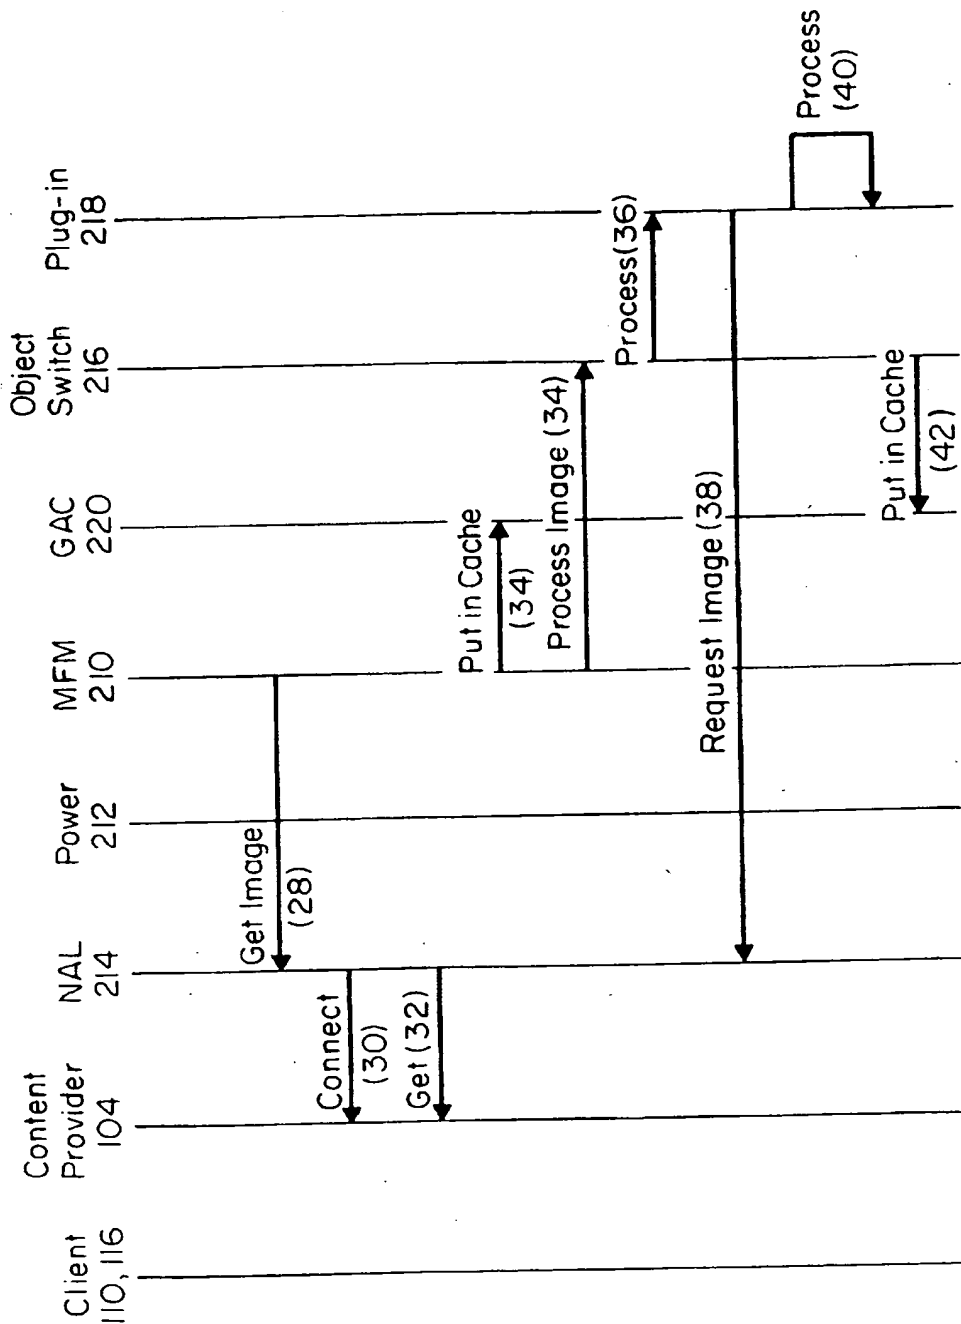 Client
110, 116
Content
Provider
104
NAL
214
Power
212
MFM
210
GAC
220
Object
Switch
216
Plug-in
218
Get Image
(28)
Connect
(30)
Get (32)
Put in Cache
(34)
Process Image (34)
Process(36)
Request Image (38)
Process
(40)
Put in Cache
(42)